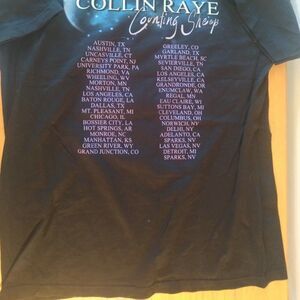 COLLIN RAYE
Counting Sheep
AUSTIN, TX
NASHVILLE, TN
UNCASVILLE, CT
CARNEYS POINT, NJ
UNIVERSITY PARK, PA
RICHMOND, VA
WHEELING, WV
MORTON, MN
NASHVILLE, TN
LOS ANGELES, CA
BATON ROUGE, LA
DALLAS, TX
MT. PLEASANT, MI
CHICAGO, IL
BOSSIER CITY, LA
HOT SPRINGS, AR
MONROE, NC
MANHATTAN, KS
GREEN RIVER, WY
GRAND JUNCTION, CO
GREELEY, CO
GARLAND, TX
MYRTLE BEACH, SC
SEVIERVILLE, TN
SAN DIEGO, CA
LOS ANGELES, CA
KELSEYVILLE, CA
GRANDRONDE, OR
ENUMCLAW, WA
REGAL, MN
EAU CLAIRE, WI
SUTTONS BAY, MI
CLEVELAND, OH
COLUMBUS, OH
NORWICH, NY
DELHI, NY
ADELANTO, CA
SPARKS, NV
LAS VEGAS, NV
DETROIT, MI
SPARKS, NV